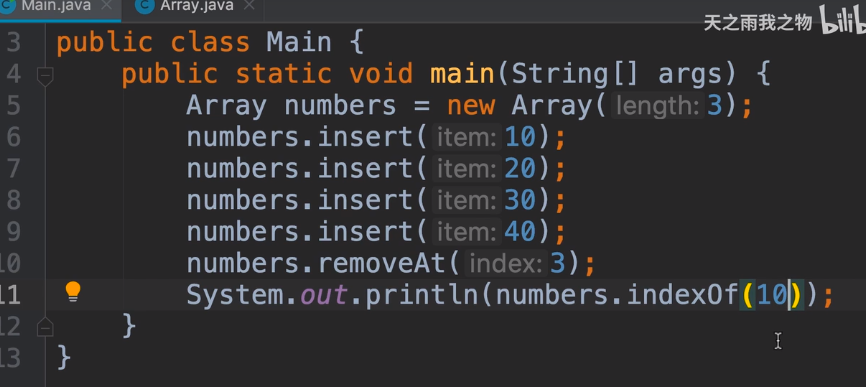 Main.java × Array.java ×
天之雨我之物 bilib
3 public class Main {
4 public static void main(String[] args) {
5 Array numbers = new Array( length: 3);
6 numbers.insert( item: 10);
7 numbers.insert( item: 20);
8 numbers.insert( item: 30);
9 numbers.insert( item: 40);
10 numbers.removeAt( index: 3);
11 System.out.println(numbers.indexOf(10));
12 }
13 }